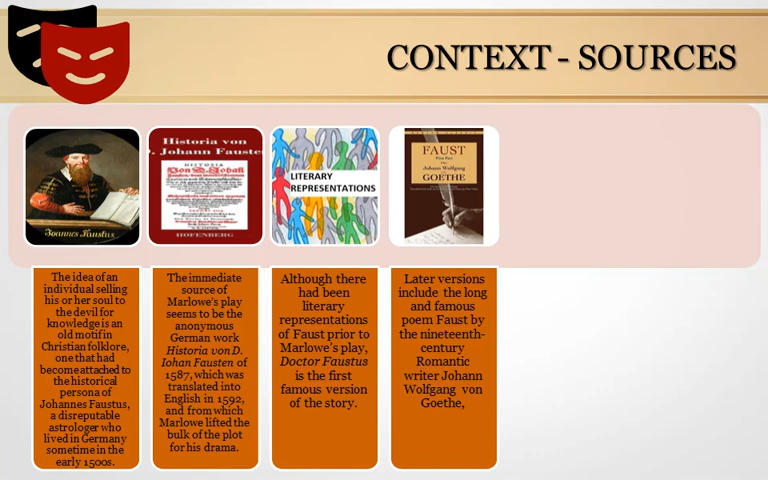 CONTEXT - SOURCES
Joannes Faustus
Historia von
D. Johann Fausten
HISTORIA
HOFENBERG
LITERARY
REPRESENTATIONS
FAUST
First Part
Johann Wolfgang
von
GOETHE
The idea of an
individual selling
his or her soul to
the devil for
knowledge is an
old motif in
Christian folklore,
one that had
become attached to
the historical
persona of
Johannes Faustus,
a disreputable
astrologer who
lived in Germany
sometime in the
early 1500s.
The immediate
source of
Marlowe's play
seems to be the
anonymous
German work
Historia von D.
Iohan Fausten of
1587, which was
translated into
English in 1592,
and from which
Marlowe lifted the
bulk of the plot
for his drama.
Although there
had been
literary
representations
of Faust prior to
Marlowe's play,
Doctor Faustus
is the first
famous version
of the story.
Later versions
include the long
and famous
poem Faust by
the nineteenth-
century
Romantic
writer Johann
Wolfgang von
Goethe,